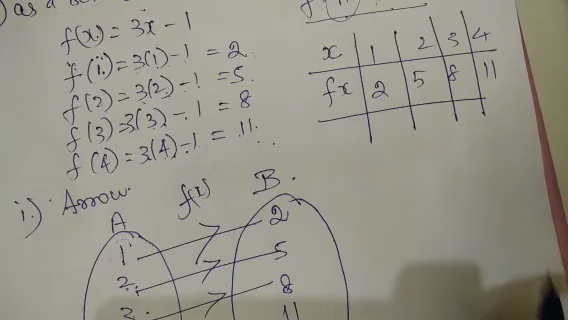 ) as a
f(x) = 3x - 1
f(1) = 3(1) - 1 = 2
f(2) = 3(2) - 1 = 5
f(3) = 3(3) - 1 = 8
f(4) = 3(4) - 1 = 11
x 1 2 3 4
fx 2 5 8 11
i) Arrow
f(x)
A B
1 2
2 5
3 8
11